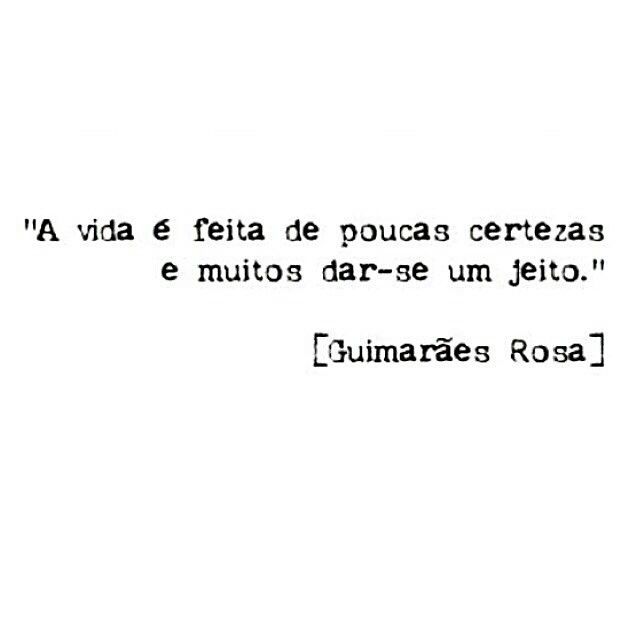 "A vida é feita de poucas certezas
e muitos dar-se um jeito."
[Guimarães Rosa]